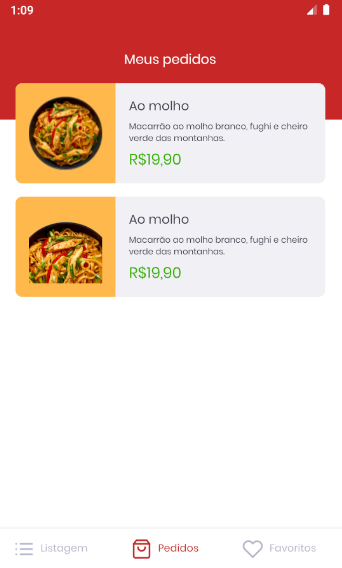 1:09
Meus pedidos
Ao molho
Macarrão ao molho branco, fughi e cheiro
verde das montanhas.
R$19,90
Ao molho
Macarrão ao molho branco, fughi e cheiro
verde das montanhas.
R$19,90
Listagem
Pedidos
Favoritos